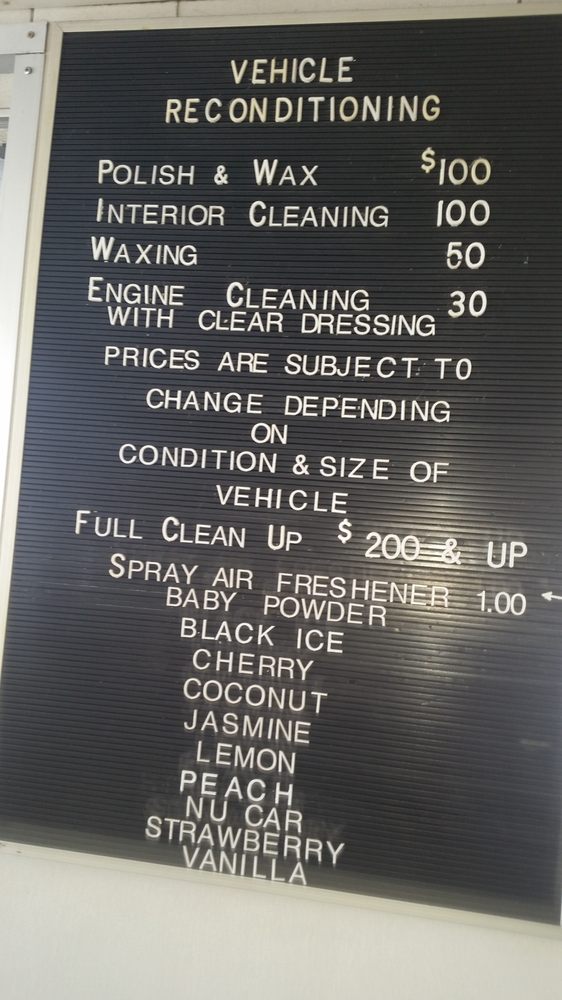 VEHICLE
RECONDITIONING
POLISH & WAX $100
INTERIOR CLEANING 100
WAXING 50
ENGINE CLEANING 30
WITH CLEAR DRESSING
PRICES ARE SUBJECT TO
CHANGE DEPENDING
ON
CONDITION & SIZE OF
VEHICLE
FULL CLEAN UP $ 200 & UP
SPRAY AIR FRESHENER 1.00 ←
BABY POWDER
BLACK ICE
CHERRY
COCONUT
JASMINE
LEMON
PEACH
NU CAR
STRAWBERRY
VANILLA